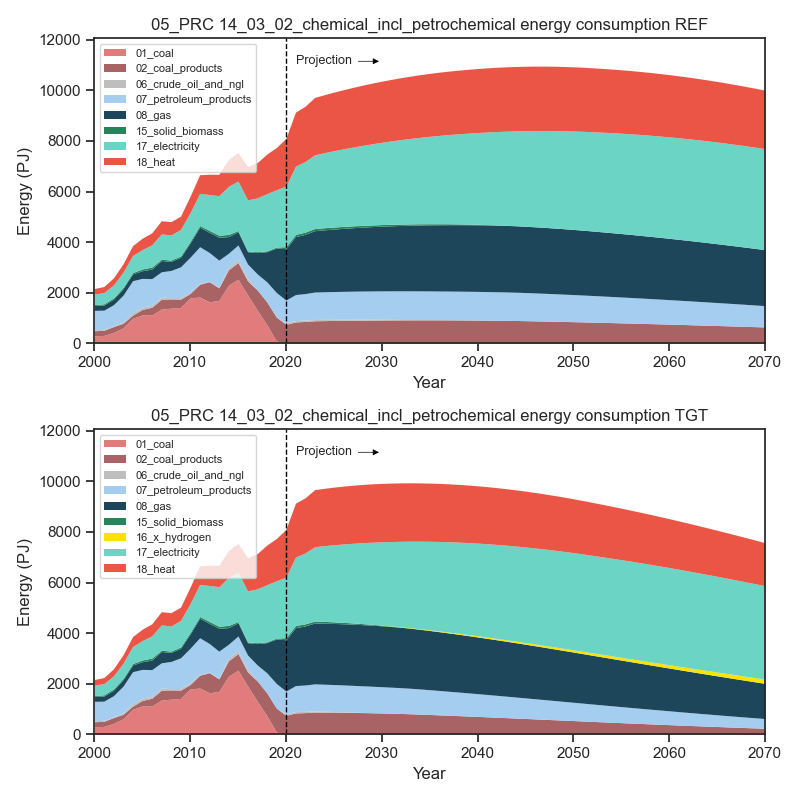 05_PRC 14_03_02_chemical_incl_petrochemical energy consumption REF
12000
10000
8000
6000
4000
2000
0
Energy (PJ)
01_coal
02_coal_products
06_crude_oil_and_ngl
07_petroleum_products
08_gas
15_solid_biomass
17_electricity
18_heat
Projection
2000 2010 2020 2030 2040 2050 2060 2070
Year
05_PRC 14_03_02_chemical_incl_petrochemical energy consumption TGT
12000
10000
8000
6000
4000
2000
0
Energy (PJ)
01_coal
02_coal_products
06_crude_oil_and_ngl
07_petroleum_products
08_gas
15_solid_biomass
16_x_hydrogen
17_electricity
18_heat
Projection
2000 2010 2020 2030 2040 2050 2060 2070
Year